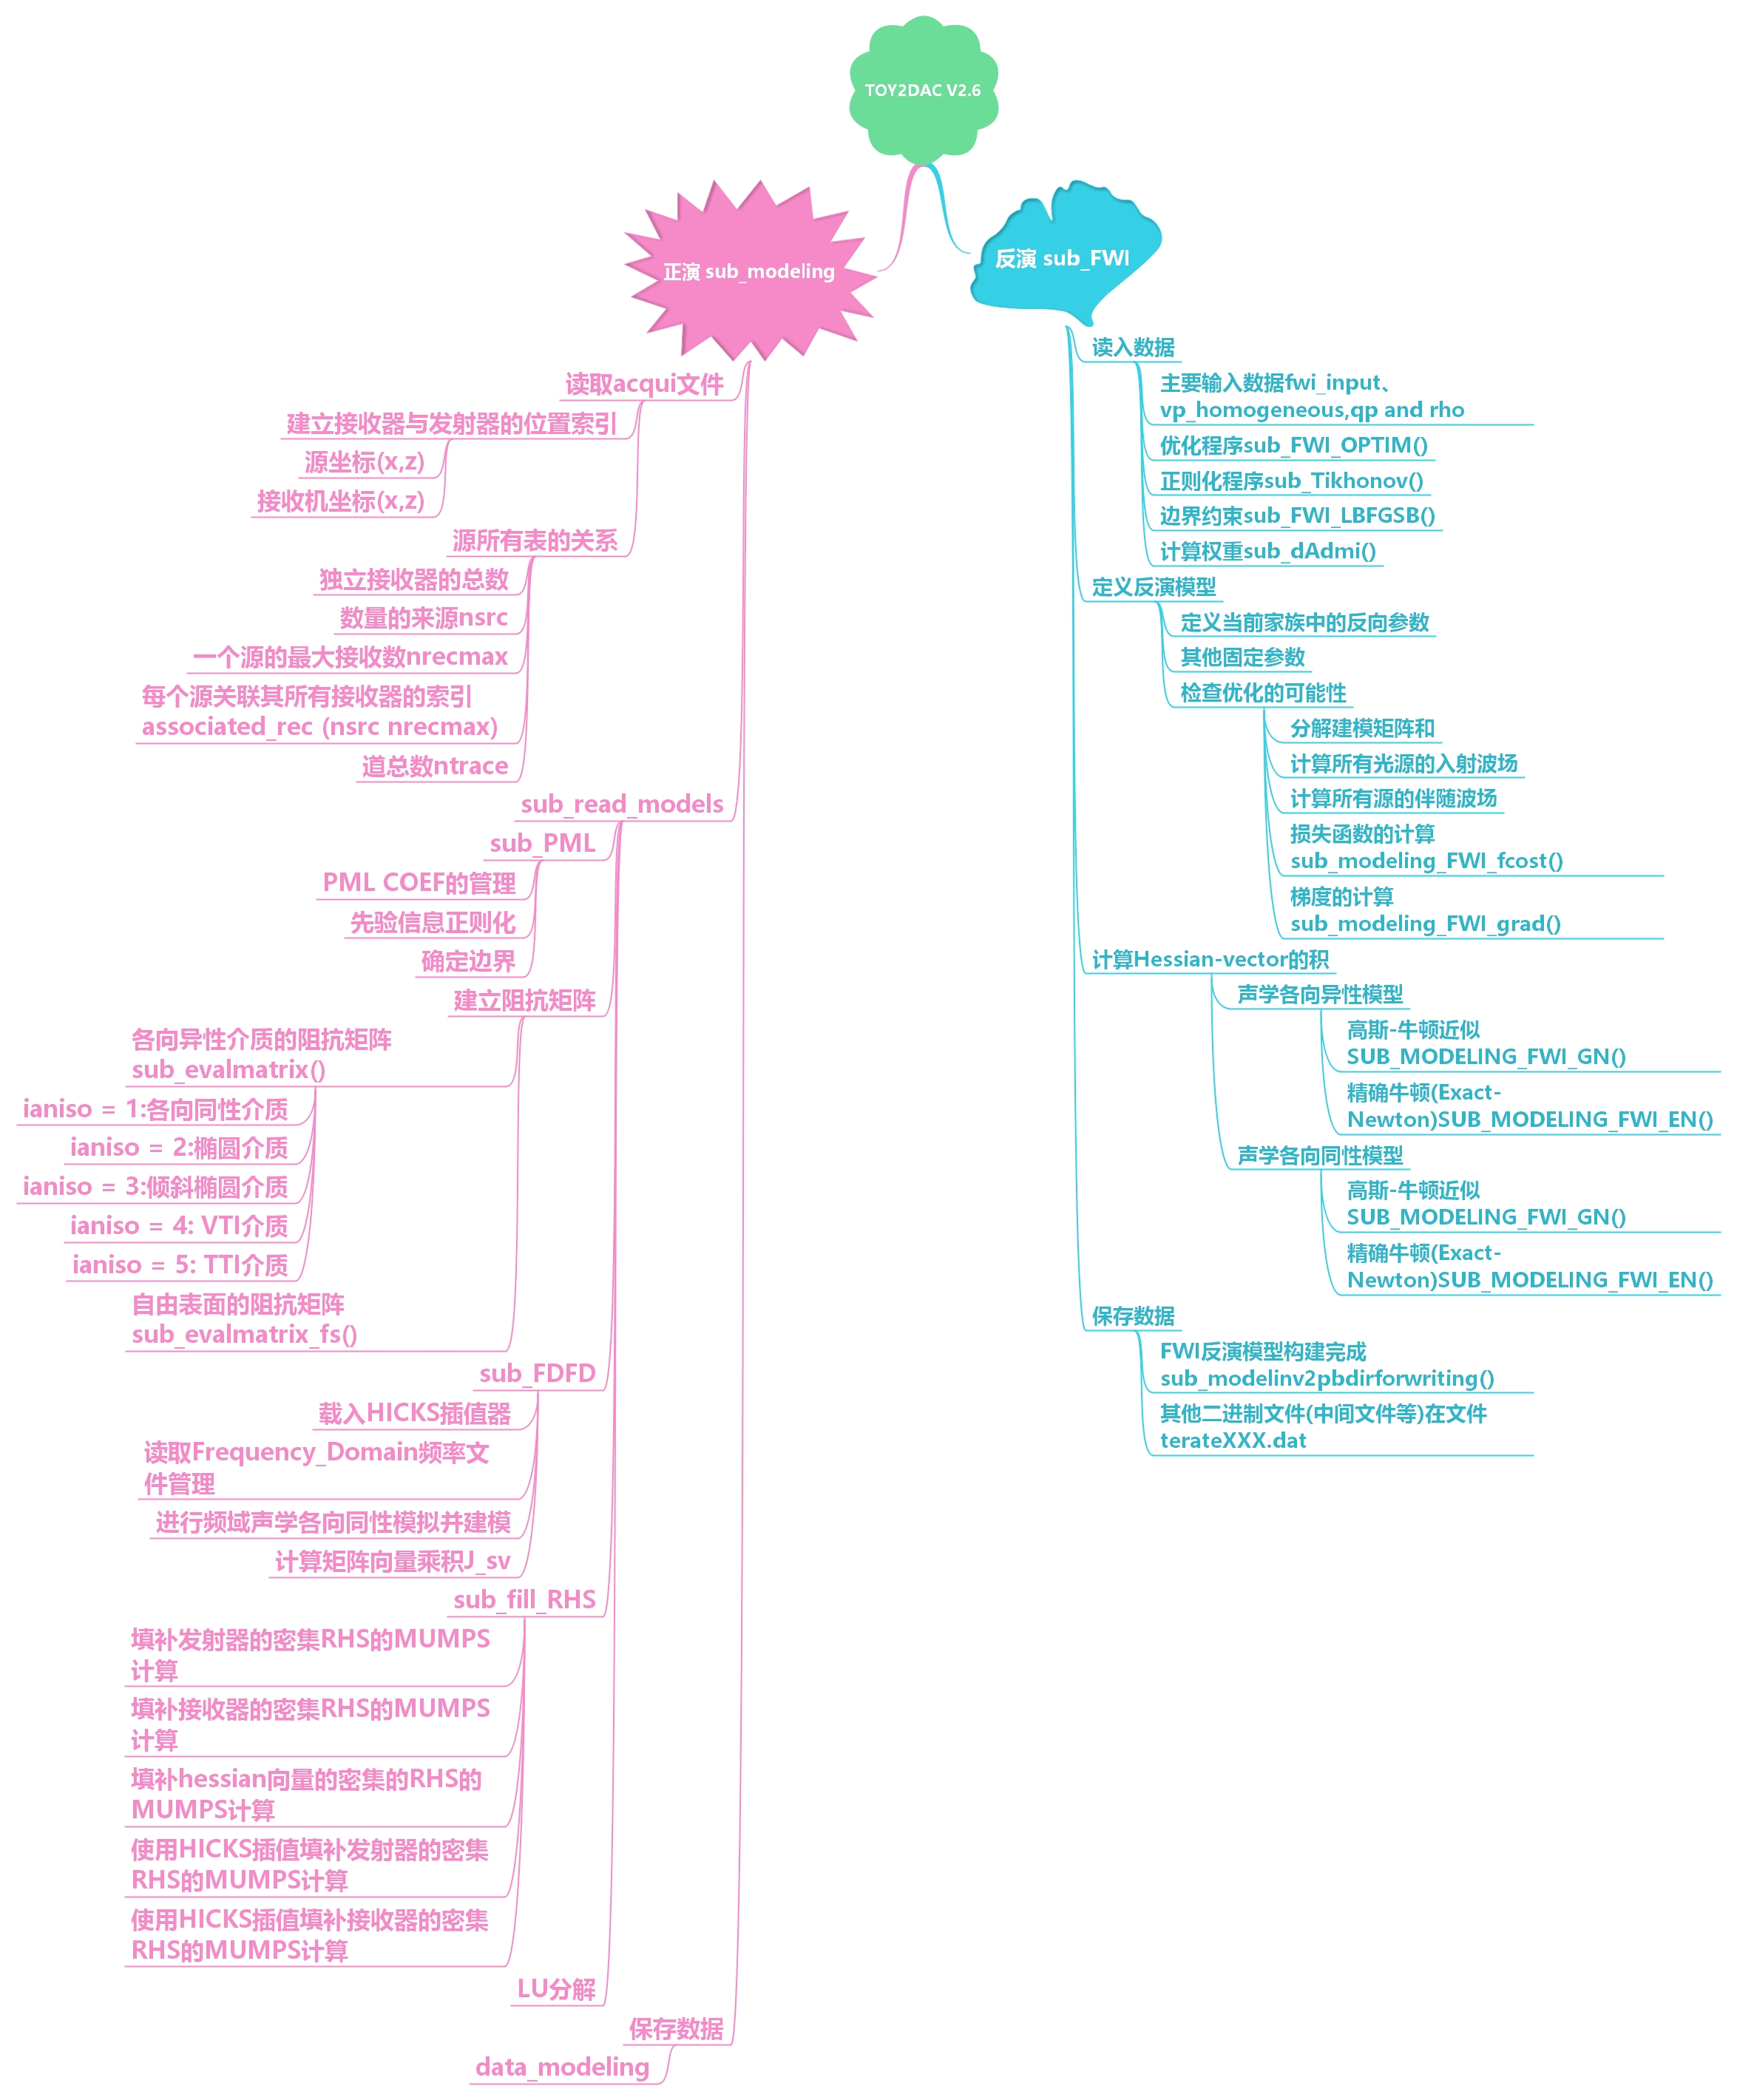 TOY2DAC V2.6
正演 sub_modeling
读取acqui文件
建立接收器与发射器的位置索引
源坐标(x,z)
接收机坐标(x,z)
源所有表的关系
独立接收器的总数
数量的来源nsrc
一个源的最大接收数nrecmax
每个源关联其所有接收器的索引
associated_rec (nsrc nrecmax)
道总数ntrace
sub_read_models
sub_PML
PML COEF的管理
先验信息正则化
确定边界
建立阻抗矩阵
各向异性介质的阻抗矩阵
sub_evalmatrix()
ianiso = 1:各向同性介质
ianiso = 2:椭圆介质
ianiso = 3:倾斜椭圆介质
ianiso = 4: VTI介质
ianiso = 5: TTI介质
自由表面的阻抗矩阵
sub_evalmatrix_fs()
sub_FDFD
载入HICKS插值器
读取Frequency_Domain频率文
件管理
进行频域声学各向同性模拟并建模
计算矩阵向量乘积J_sv
sub_fill_RHS
填补发射器的密集RHS的MUMPS
计算
填补接收器的密集RHS的MUMPS
计算
填补hessian向量的密集的RHS的
MUMPS计算
使用HICKS插值填补发射器的密集
RHS的MUMPS计算
使用HICKS插值填补接收器的密集
RHS的MUMPS计算
LU分解
保存数据
data_modeling
反演 sub_FWI
读入数据
主要输入数据fwi_input、
vp_homogeneous,qp and rho
优化程序sub_FWI_OPTIM()
正则化程序sub_Tikhonov()
边界约束sub_FWI_LBFGSB()
计算权重sub_dAdmi()
定义反演模型
定义当前家族中的反向参数
其他固定参数
检查优化的可能性
分解建模矩阵和
计算所有光源的入射波场
计算所有源的伴随波场
损失函数的计算
sub_modeling_FWI_fcost()
梯度的计算
sub_modeling_FWI_grad()
计算Hessian-vector的积
声学各向异性模型
高斯-牛顿近似
SUB_MODELING_FWI_GN()
精确牛顿(Exact-
Newton)SUB_MODELING_FWI_EN()
声学各向同性模型
高斯-牛顿近似
SUB_MODELING_FWI_GN()
精确牛顿(Exact-
Newton)SUB_MODELING_FWI_EN()
保存数据
FWI反演模型构建完成
sub_modelinv2pbdirforwriting()
其他二进制文件(中间文件等)在文件
terateXXX.dat